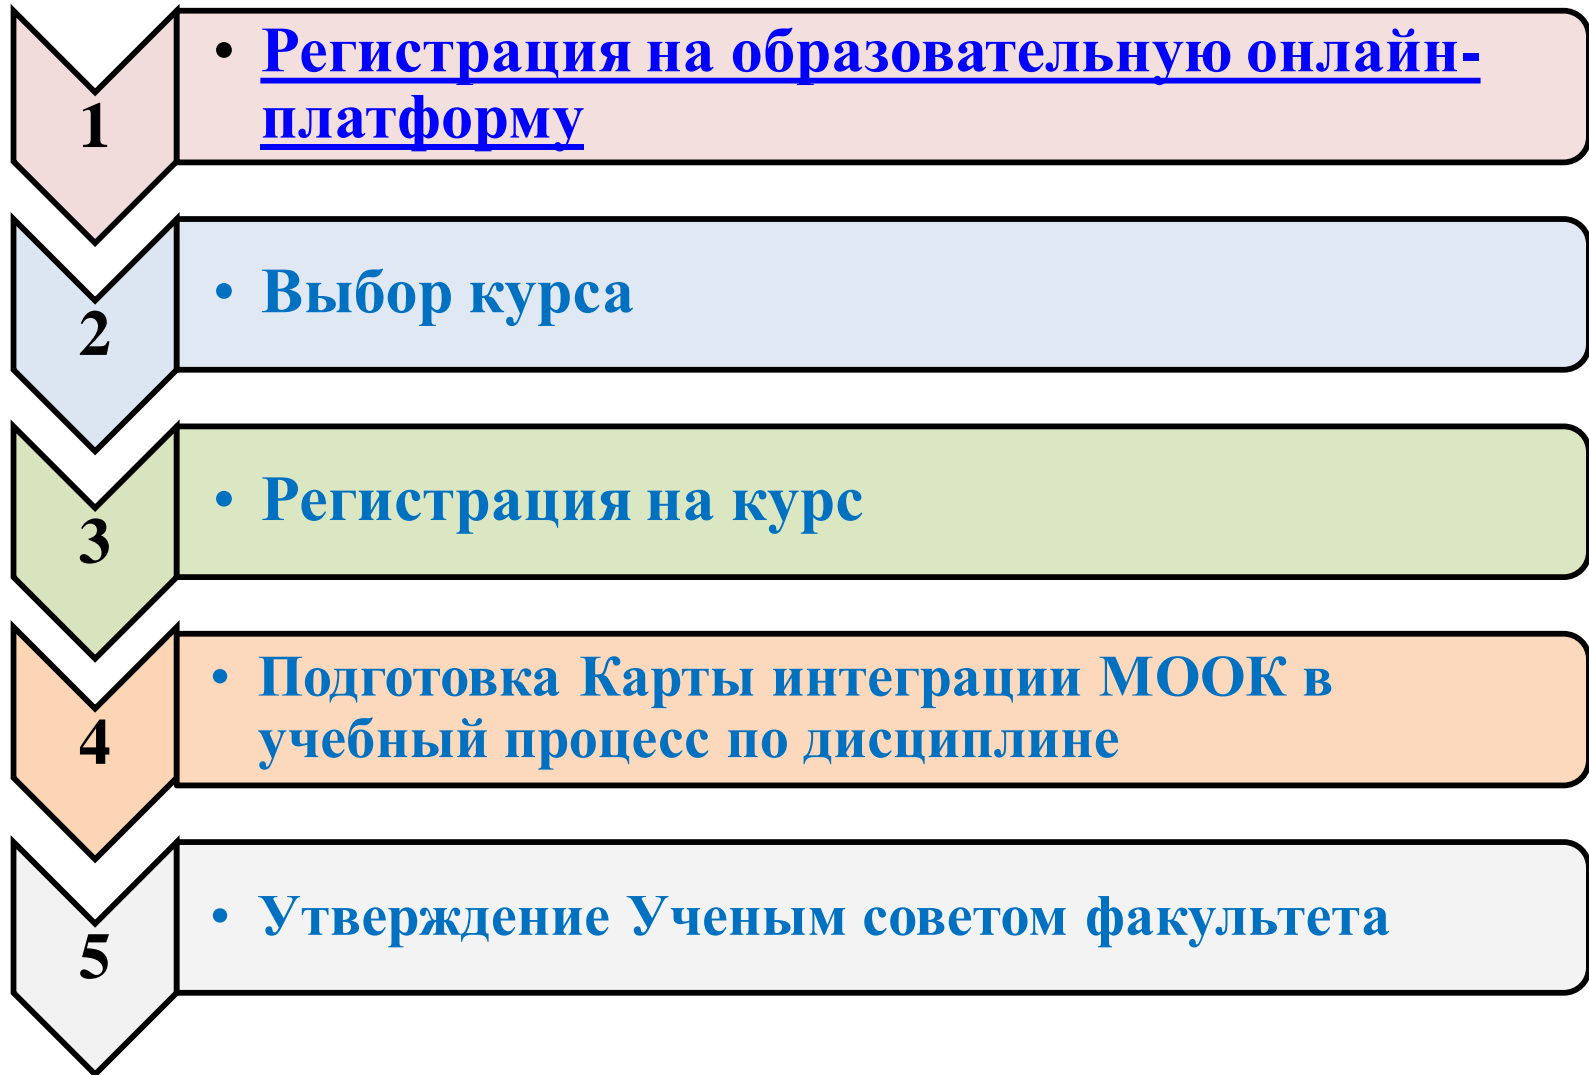 1
• Регистрация на образовательную онлайн-
платформу
2
• Выбор курса
3
• Регистрация на курс
4
• Подготовка Карты интеграции МООК в
учебный процесс по дисциплине
5
• Утверждение Ученым советом факультета